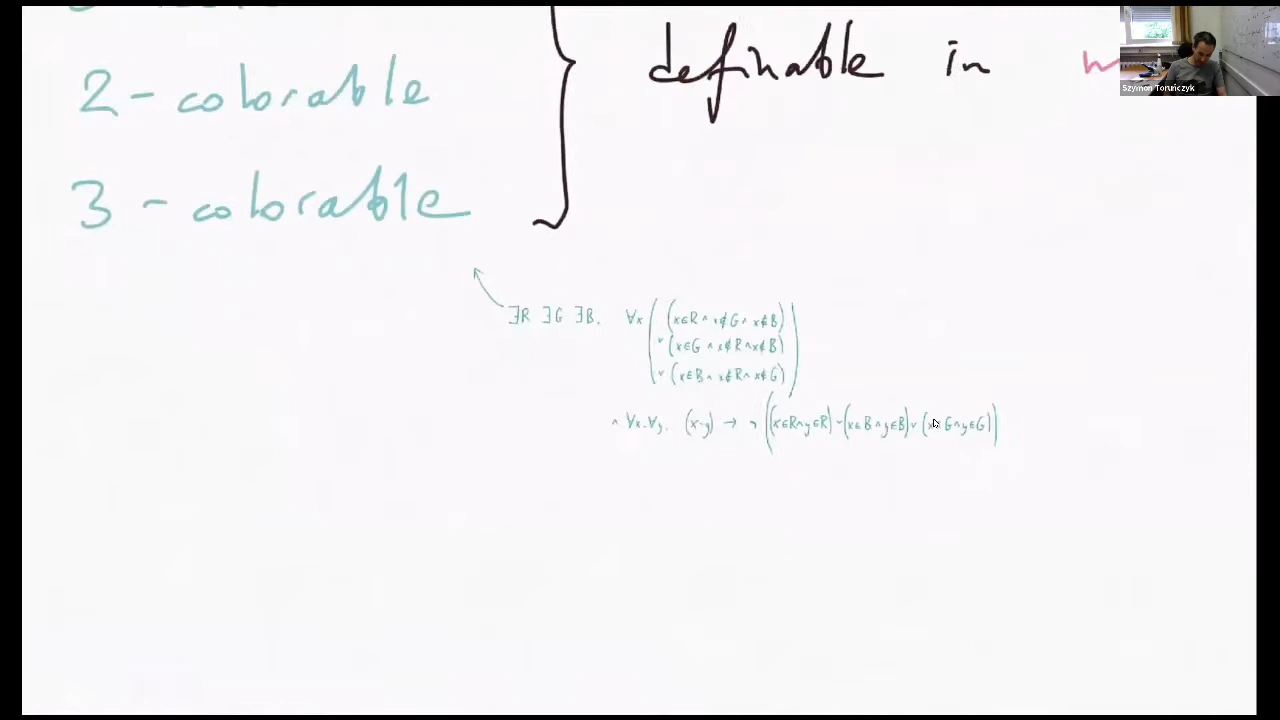 definable in
2 - colorable
3 - colorable
∃R ∃G ∃B. ∀x ( (x∈R ∧ x∉G ∧ x∉B)
∨ (x∈G ∧ x∉R ∧ x∉B)
∨ (x∈B ∧ x∉R ∧ x∉G) )
∧ ∀x.∀y. (x-y) → ¬ ((x∈R∧y∈R) ∨ (x∈B∧y∈B) ∨ (x∈G∧y∈G))
Szymon Toruńczyk